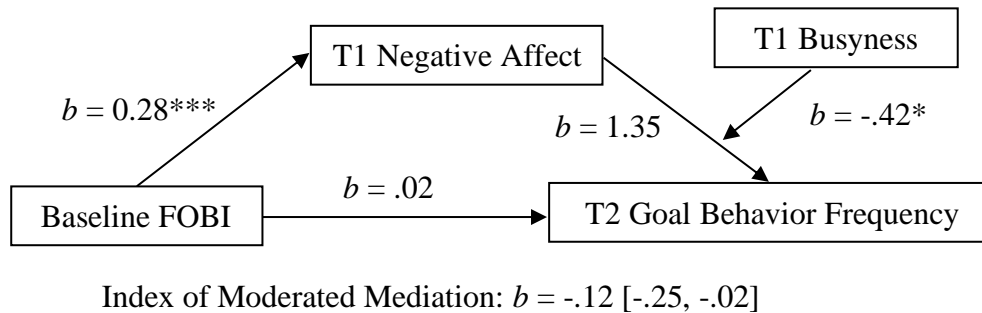 T1 Busyness
T1 Negative Affect
b = 0.28***
b = 1.35
b = -.42*
b = .02
Baseline FOBI
T2 Goal Behavior Frequency
Index of Moderated Mediation: b = -.12 [-.25, -.02]